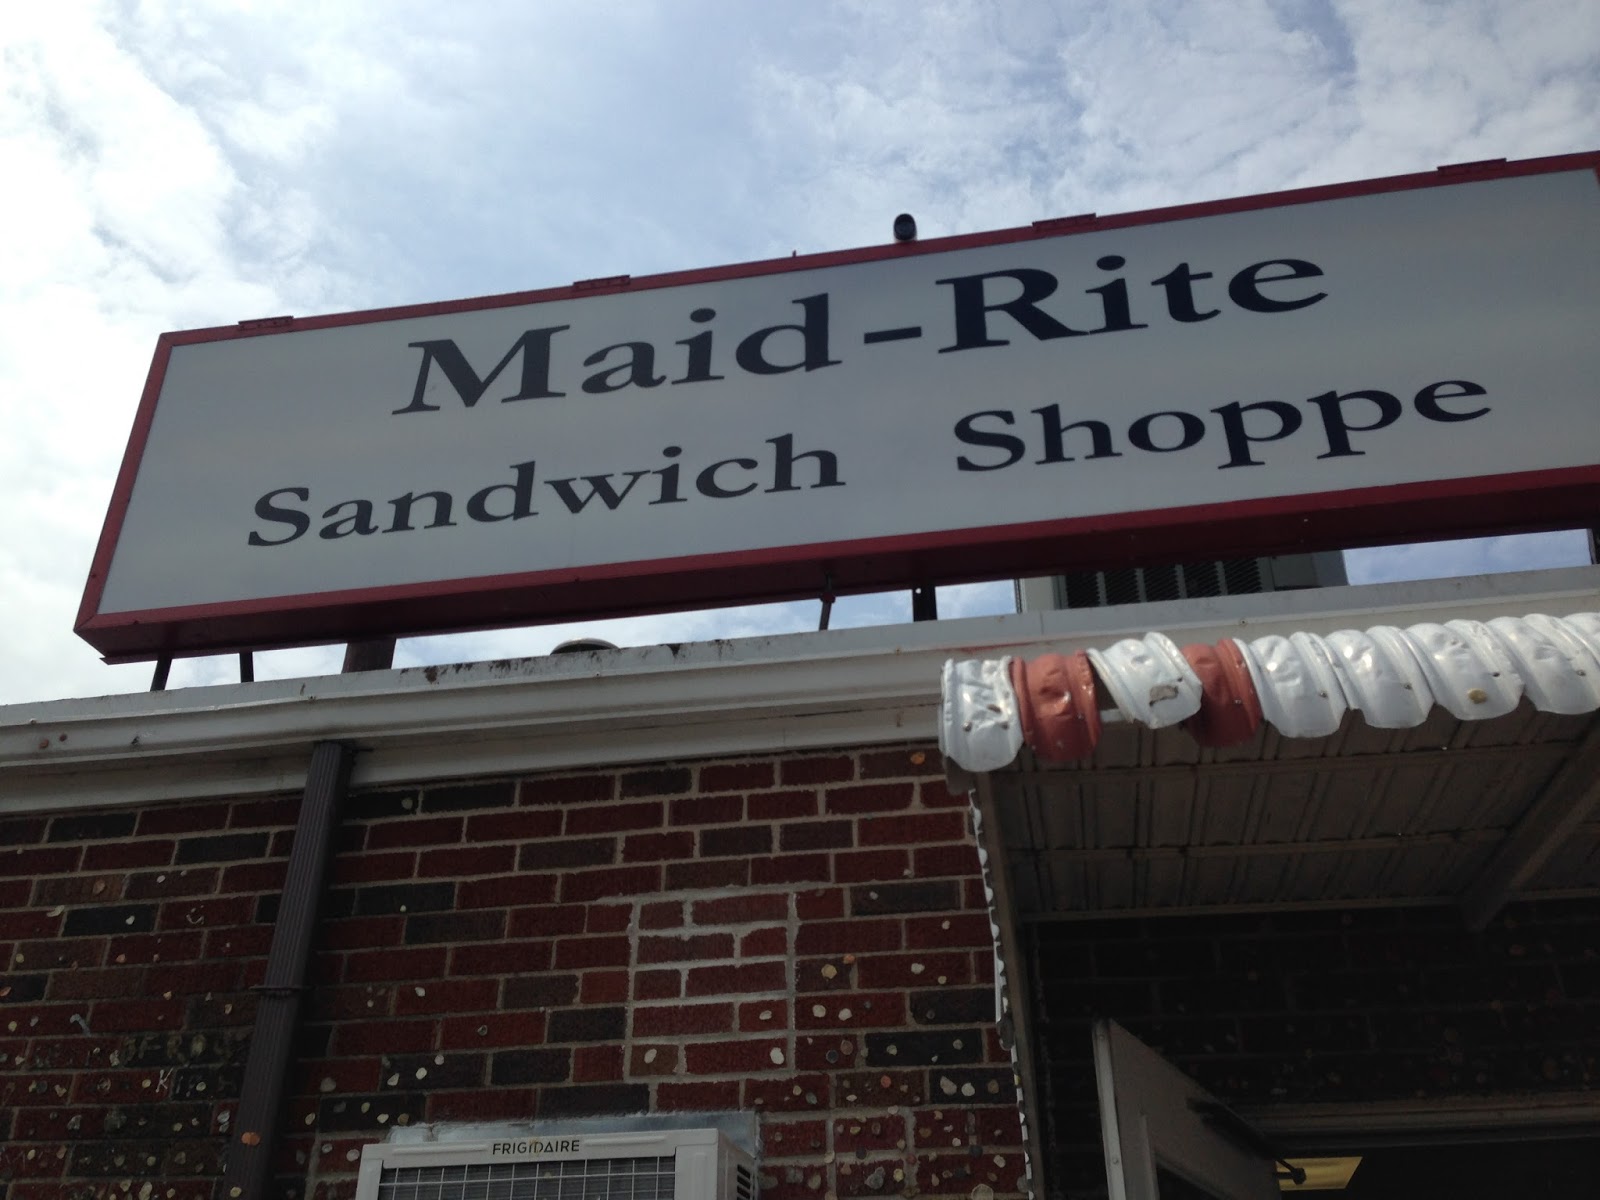 Maid-Rite
Sandwich Shoppe
FRIGIDAIRE